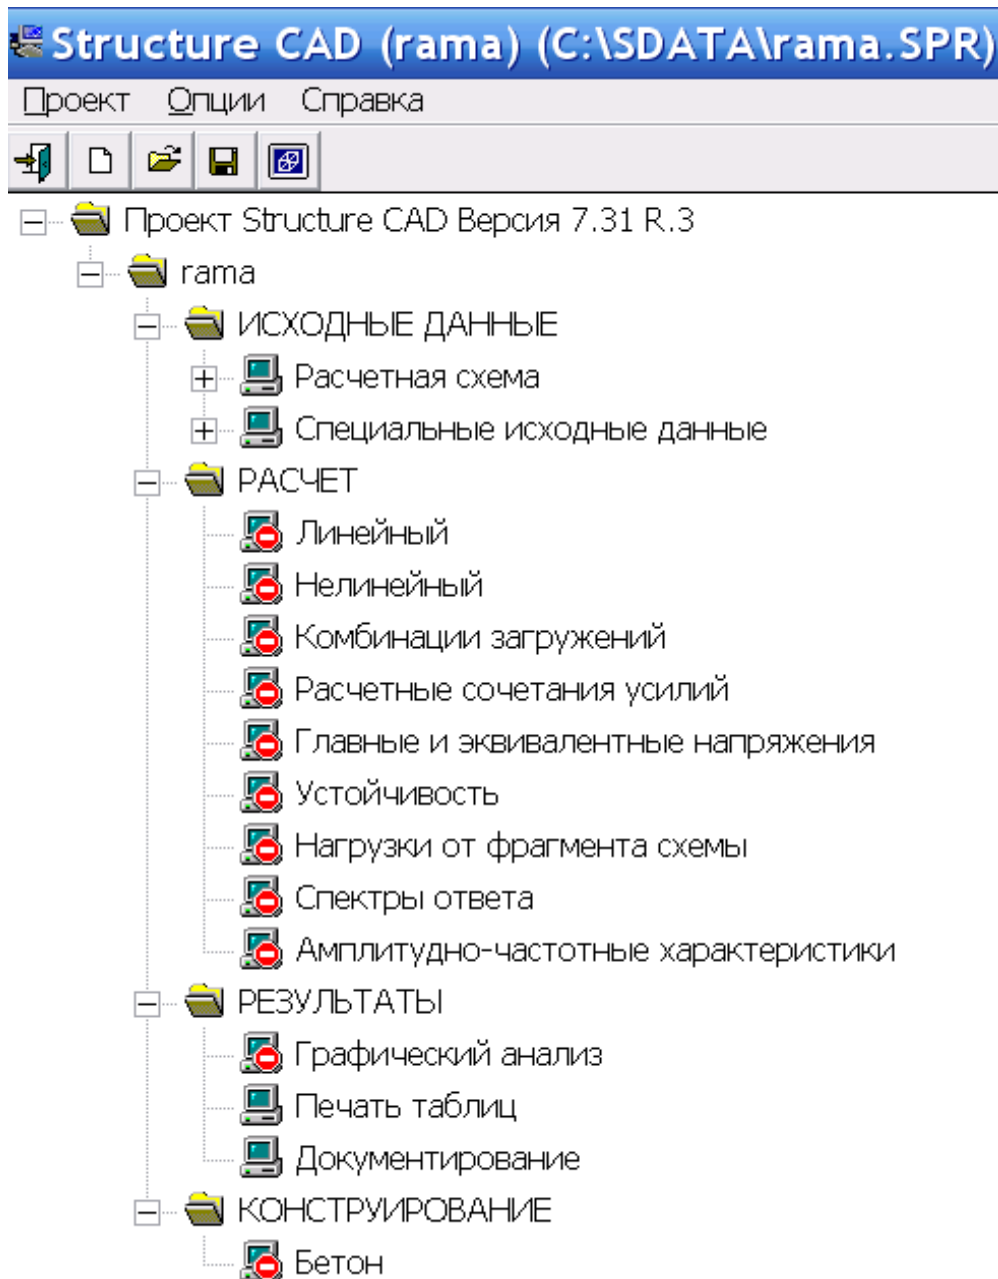 Structure CAD (rama) (C:\SDATA\rama.SPR)
Проект Опции Справка
Проект Structure CAD Версия 7.31 R.3
rama
ИСХОДНЫЕ ДАННЫЕ
Расчетная схема
Специальные исходные данные
РАСЧЕТ
Линейный
Нелинейный
Комбинации загружений
Расчетные сочетания усилий
Главные и эквивалентные напряжения
Устойчивость
Нагрузки от фрагмента схемы
Спектры ответа
Амплитудно-частотные характеристики
РЕЗУЛЬТАТЫ
Графический анализ
Печать таблиц
Документирование
КОНСТРУИРОВАНИЕ
Бетон